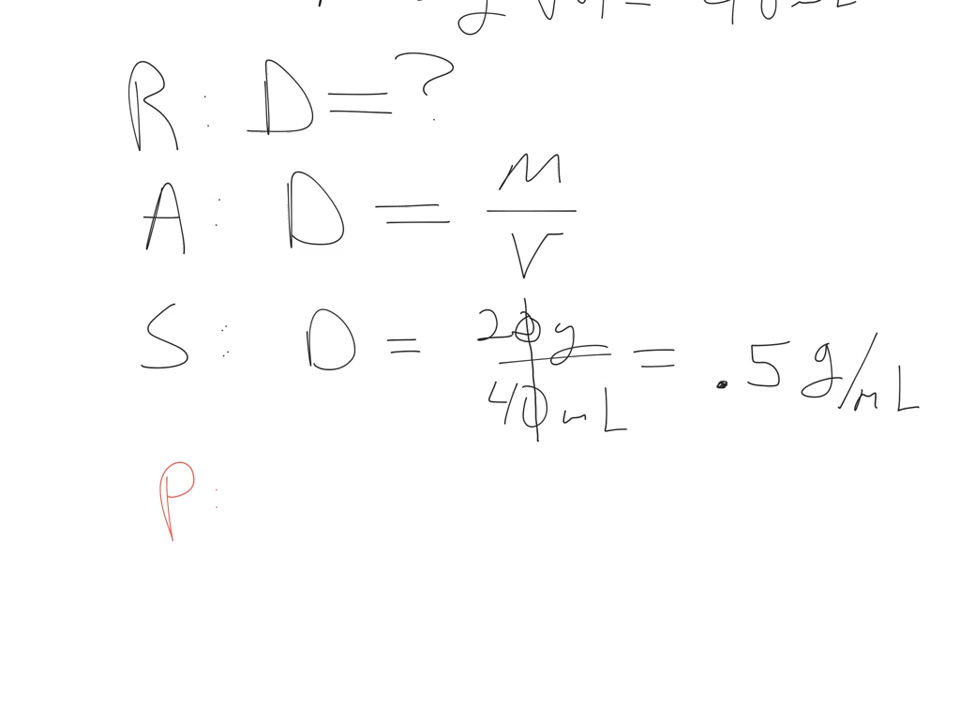 R: D = ?
A: D = M/V
S: D = 20g/40mL = .5 g/mL
P: